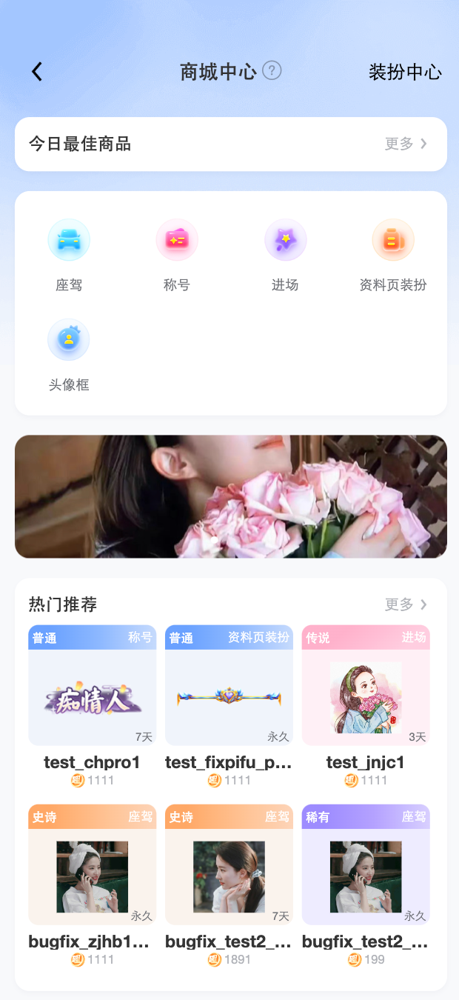 商城中心 ?
装扮中心
今日最佳商品
更多
座驾
称号
进场
资料页装扮
头像框
热门推荐
更多
普通 称号
普通 资料页装扮
传说 进场
痴情人
7天
永久
3天
test_chpro1
test_fixpifu_p...
test_jnjc1
1111
1111
1111
史诗 座驾
史诗 座驾
稀有 座驾
永久
7天
永久
bugfix_zjhb1...
bugfix_test2_...
bugfix_test2_...
1111
1891
199